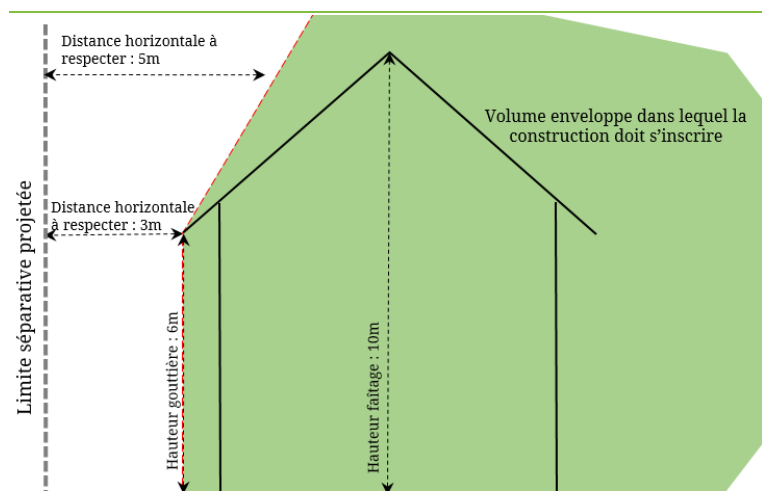 Distance horizontale à
respecter : 5m
Volume enveloppe dans lequel la
construction doit s’inscrire
Distance horizontale
à respecter : 3m
Limite séparative projetée
Hauteur gouttière : 6m
Hauteur faîtage : 10m